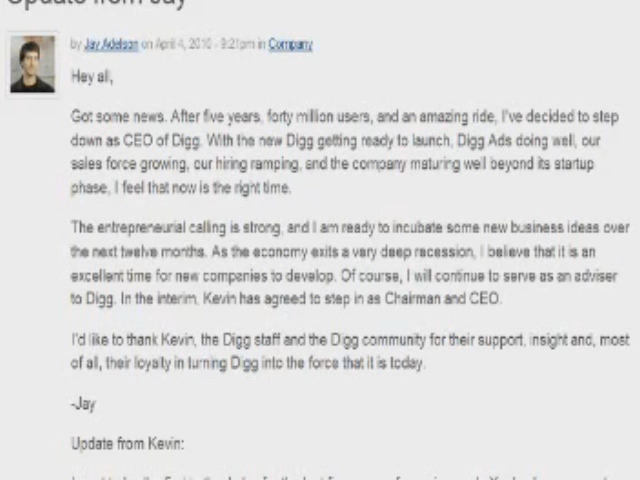 Update from Jay
by Jay Adelson on April 4, 2010 - 9:21pm in Company
Hey all,
Got some news. After five years, forty million users, and an amazing ride, I've decided to step
down as CEO of Digg. With the new Digg getting ready to launch, Digg Ads doing well, our
sales force growing, our hiring ramping, and the company maturing well beyond its startup
phase, I feel that now is the right time.
The entrepreneurial calling is strong, and I am ready to incubate some new business ideas over
the next twelve months. As the economy exits a very deep recession, I believe that it is an
excellent time for new companies to develop. Of course, I will continue to serve as an adviser
to Digg. In the interim, Kevin has agreed to step in as Chairman and CEO.
I'd like to thank Kevin, the Digg staff and the Digg community for their support, insight and, most
of all, their loyalty in turning Digg into the force that it is today.
-Jay
Update from Kevin: